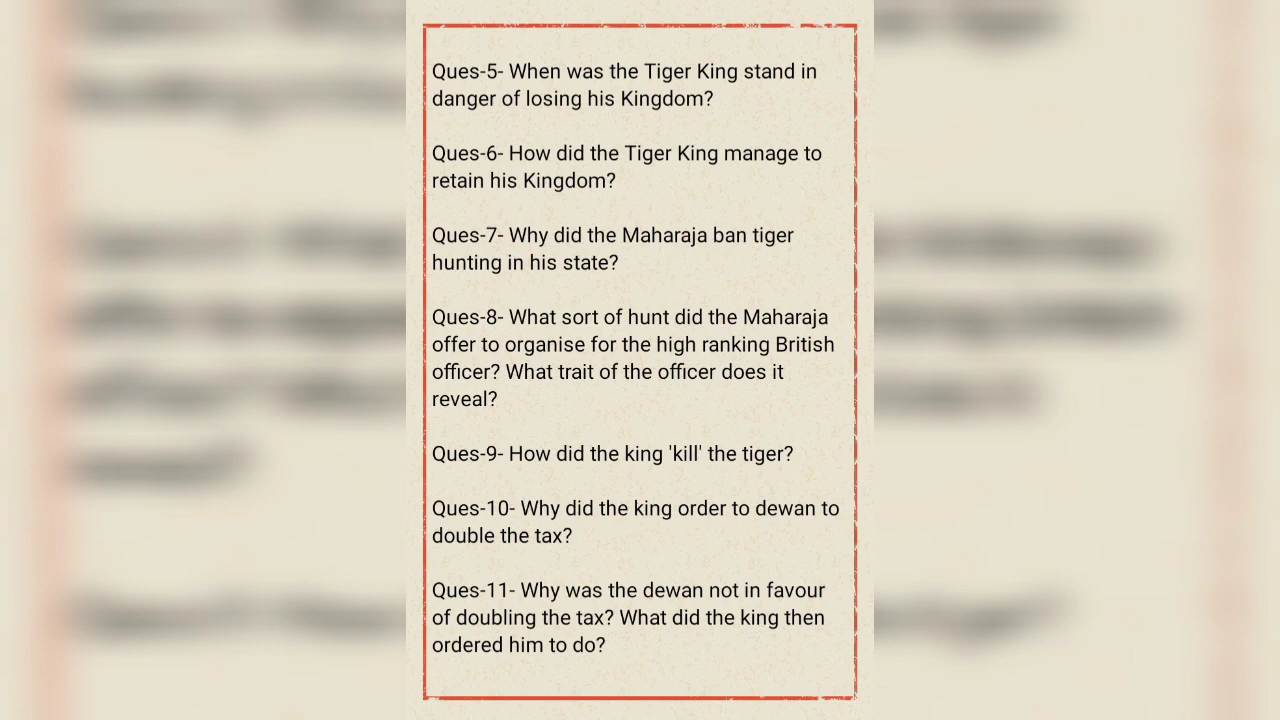 Ques-5- When was the Tiger King stand in
danger of losing his Kingdom?
Ques-6- How did the Tiger King manage to
retain his Kingdom?
Ques-7- Why did the Maharaja ban tiger
hunting in his state?
Ques-8- What sort of hunt did the Maharaja
offer to organise for the high ranking British
officer? What trait of the officer does it
reveal?
Ques-9- How did the king 'kill' the tiger?
Ques-10- Why did the king order to dewan to
double the tax?
Ques-11- Why was the dewan not in favour
of doubling the tax? What did the king then
ordered him to do?